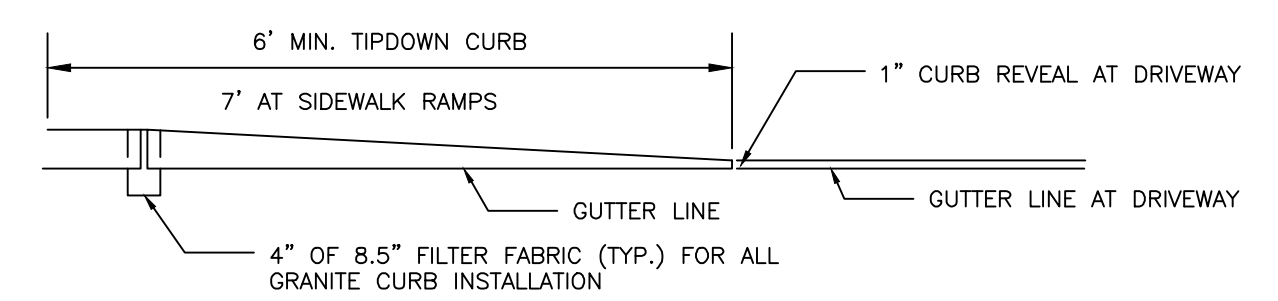 6' MIN. TIPDOWN CURB
7' AT SIDEWALK RAMPS
1" CURB REVEAL AT DRIVEWAY
GUTTER LINE
GUTTER LINE AT DRIVEWAY
4" OF 8.5" FILTER FABRIC (TYP.) FOR ALL
GRANITE CURB INSTALLATION